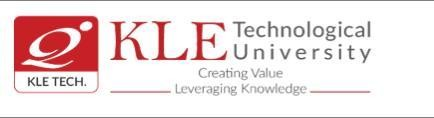 KLE TECH.
KLE Technological
University
Creating Value
Leveraging Knowledge